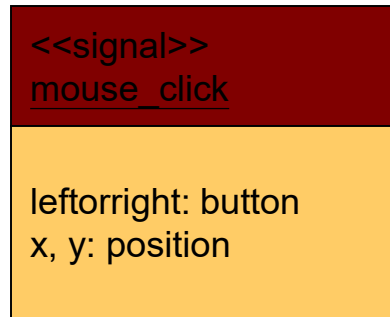 <<signal>>
mouse_click
leftorright: button
x, y: position